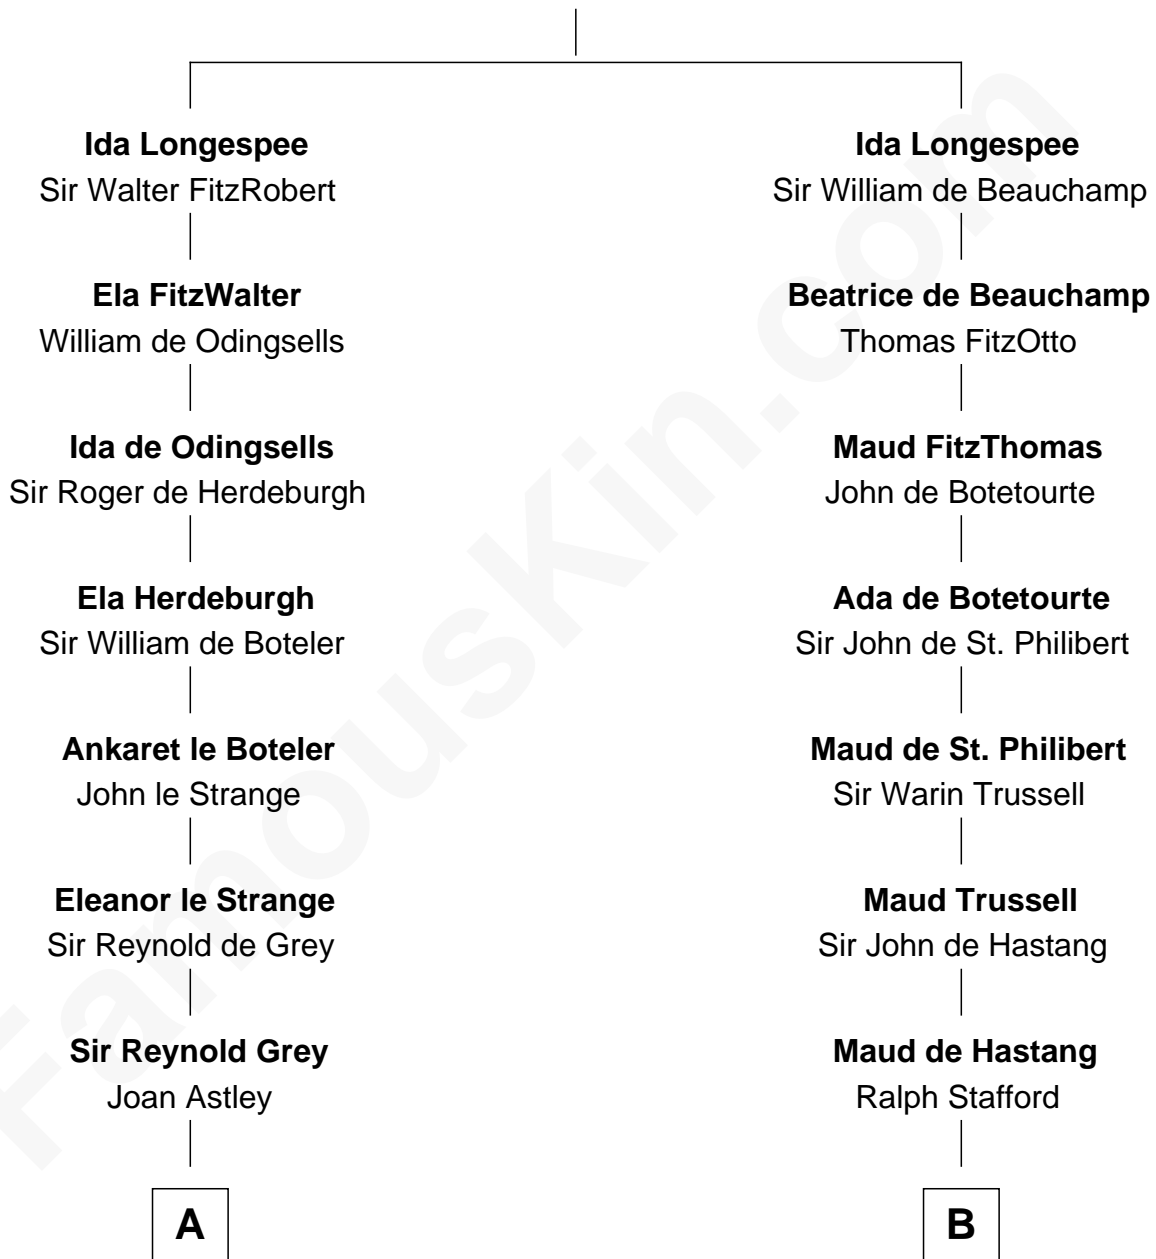 Ida Longespee
Sir Walter FitzRobert
Ela FitzWalter
William de Odingsells
Ida de Odingsells
Sir Roger de Herdeburgh
Ela Herdeburgh
Sir William de Boteler
Ankaret le Boteler
John le Strange
Eleanor le Strange
Sir Reynold de Grey
Sir Reynold Grey
Joan Astley
A
Ida Longespee
Sir William de Beauchamp
Beatrice de Beauchamp
Thomas FitzOtto
Maud FitzThomas
John de Botetourte
Ada de Botetourte
Sir John de St. Philibert
Maud de St. Philibert
Sir Warin Trussell
Maud Trussell
Sir John de Hastang
Maud de Hastang
Ralph Stafford
B
FamousKin.com